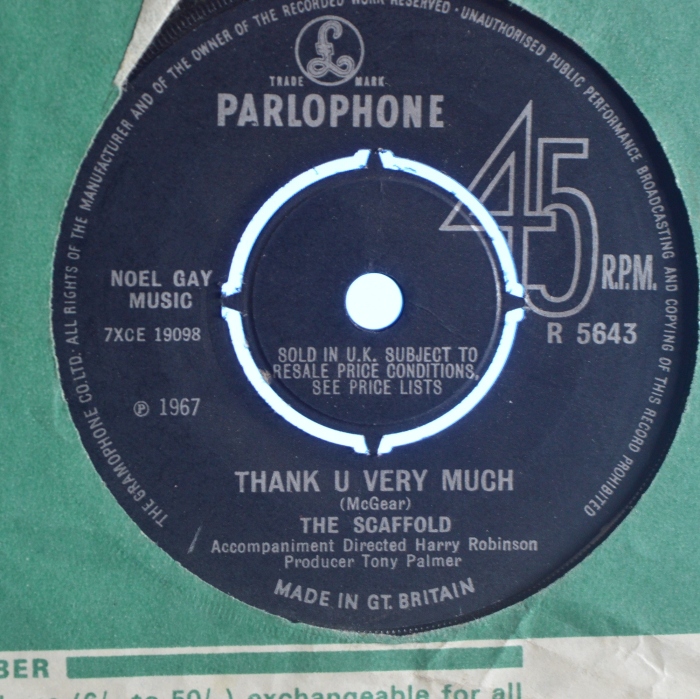 THE GRAMOPHONE CO. LTD. ALL RIGHTS OF THE MANUFACTURER AND OF THE OWNER OF THE RECORDED WORK RESERVED · UNAUTHORISED PUBLIC PERFORMANCE BROADCASTING AND COPYING OF THIS RECORD PROHIBITED
£
TRADE MARK
PARLOPHONE
45
R.P.M.
NOEL GAY
MUSIC
7XCE 19098
R 5643
SOLD IN U.K. SUBJECT TO
RESALE PRICE CONDITIONS,
SEE PRICE LISTS
℗ 1967
THANK U VERY MUCH
(McGear)
THE SCAFFOLD
Accompaniment Directed Harry Robinson
Producer Tony Palmer
MADE IN GT. BRITAIN
BER
to 50/-) exchangeable for all